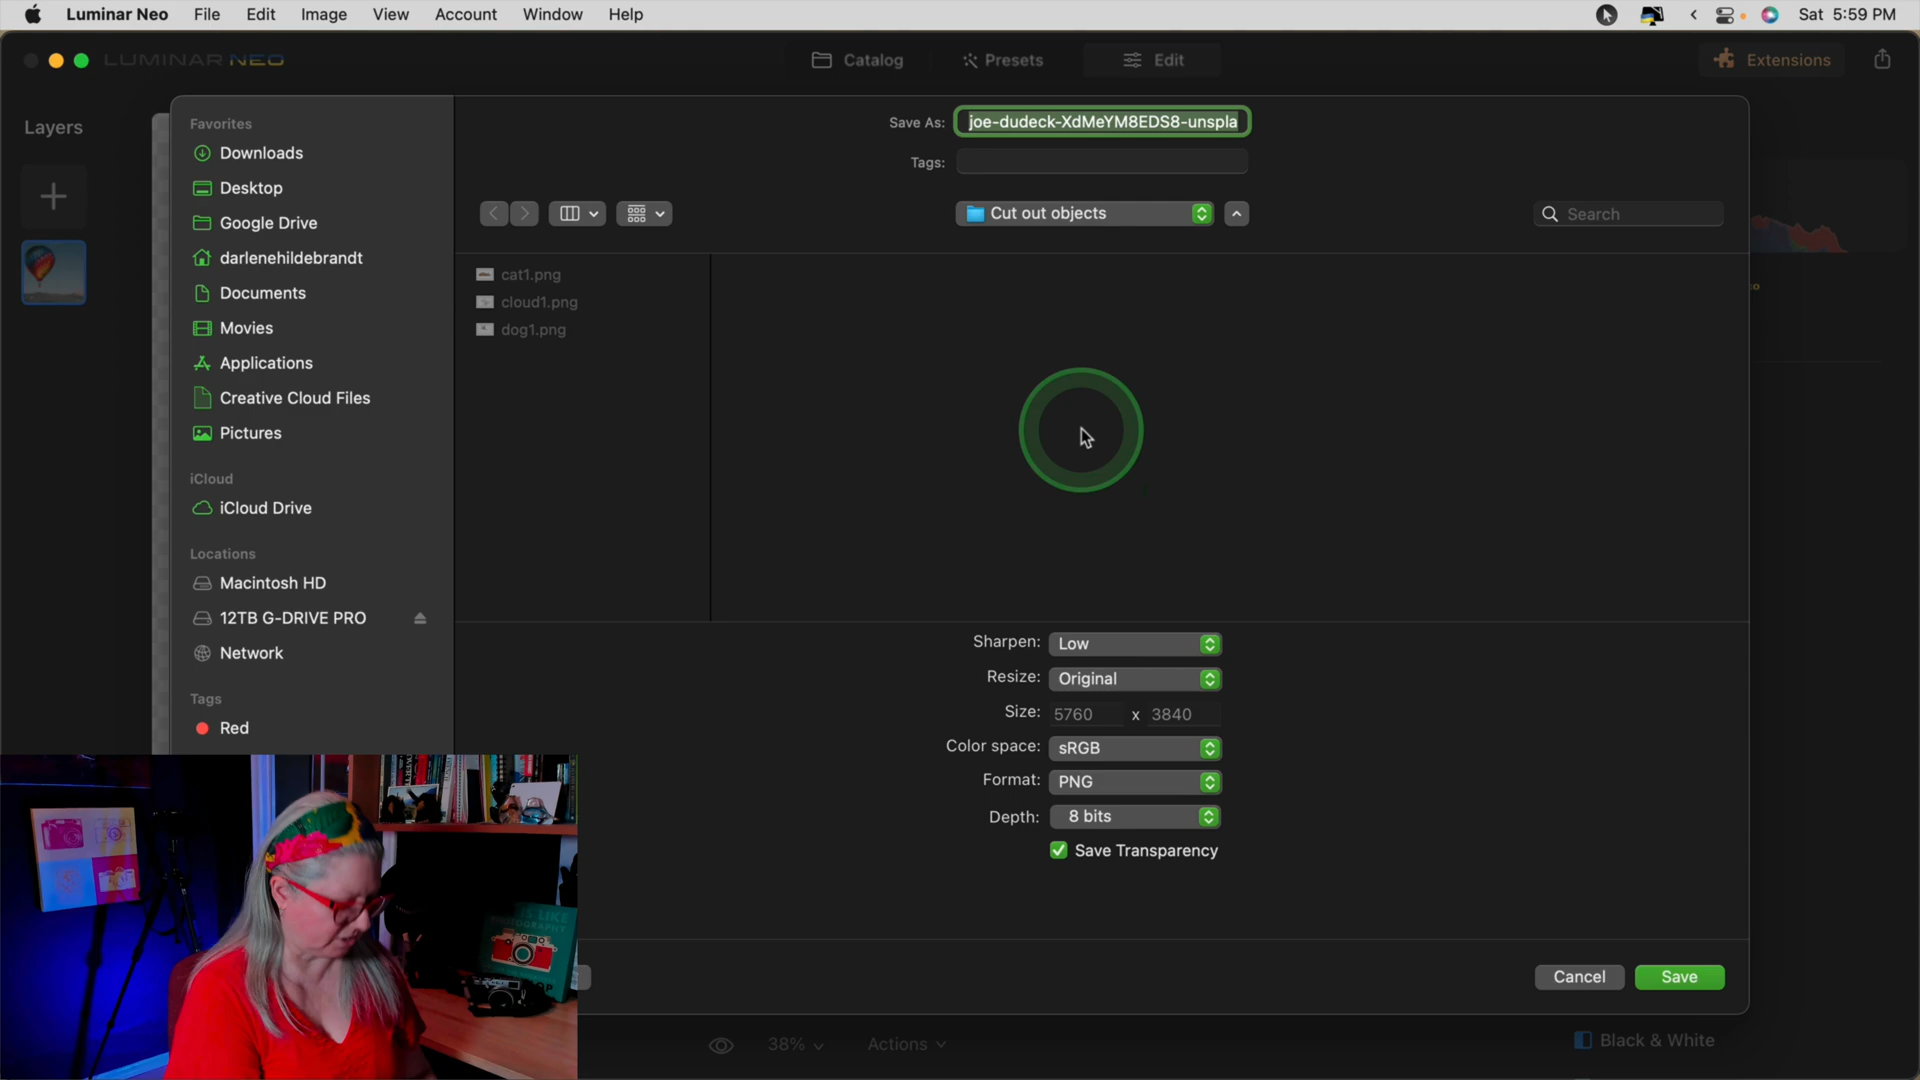 Luminar Neo File Edit Image View Account Window Help
Sat 5:59 PM
LUMINAR NEO
Catalog
Presets
Edit
Extensions
Layers
Favorites
Downloads
Desktop
Google Drive
darlenehildebrandt
Documents
Movies
Applications
Creative Cloud Files
Pictures
iCloud
iCloud Drive
Locations
Macintosh HD
12TB G-DRIVE PRO
Network
Tags
Red
Save As: joe-dudeck-XdMeYM8EDS8-unspla
Tags:
Cut out objects
Search
cat1.png
cloud1.png
dog1.png
Sharpen: Low
Resize: Original
Size: 5760 x 3840
Color space: sRGB
Format: PNG
Depth: 8 bits
Save Transparency
Cancel
Save
38%
Actions
Black & White